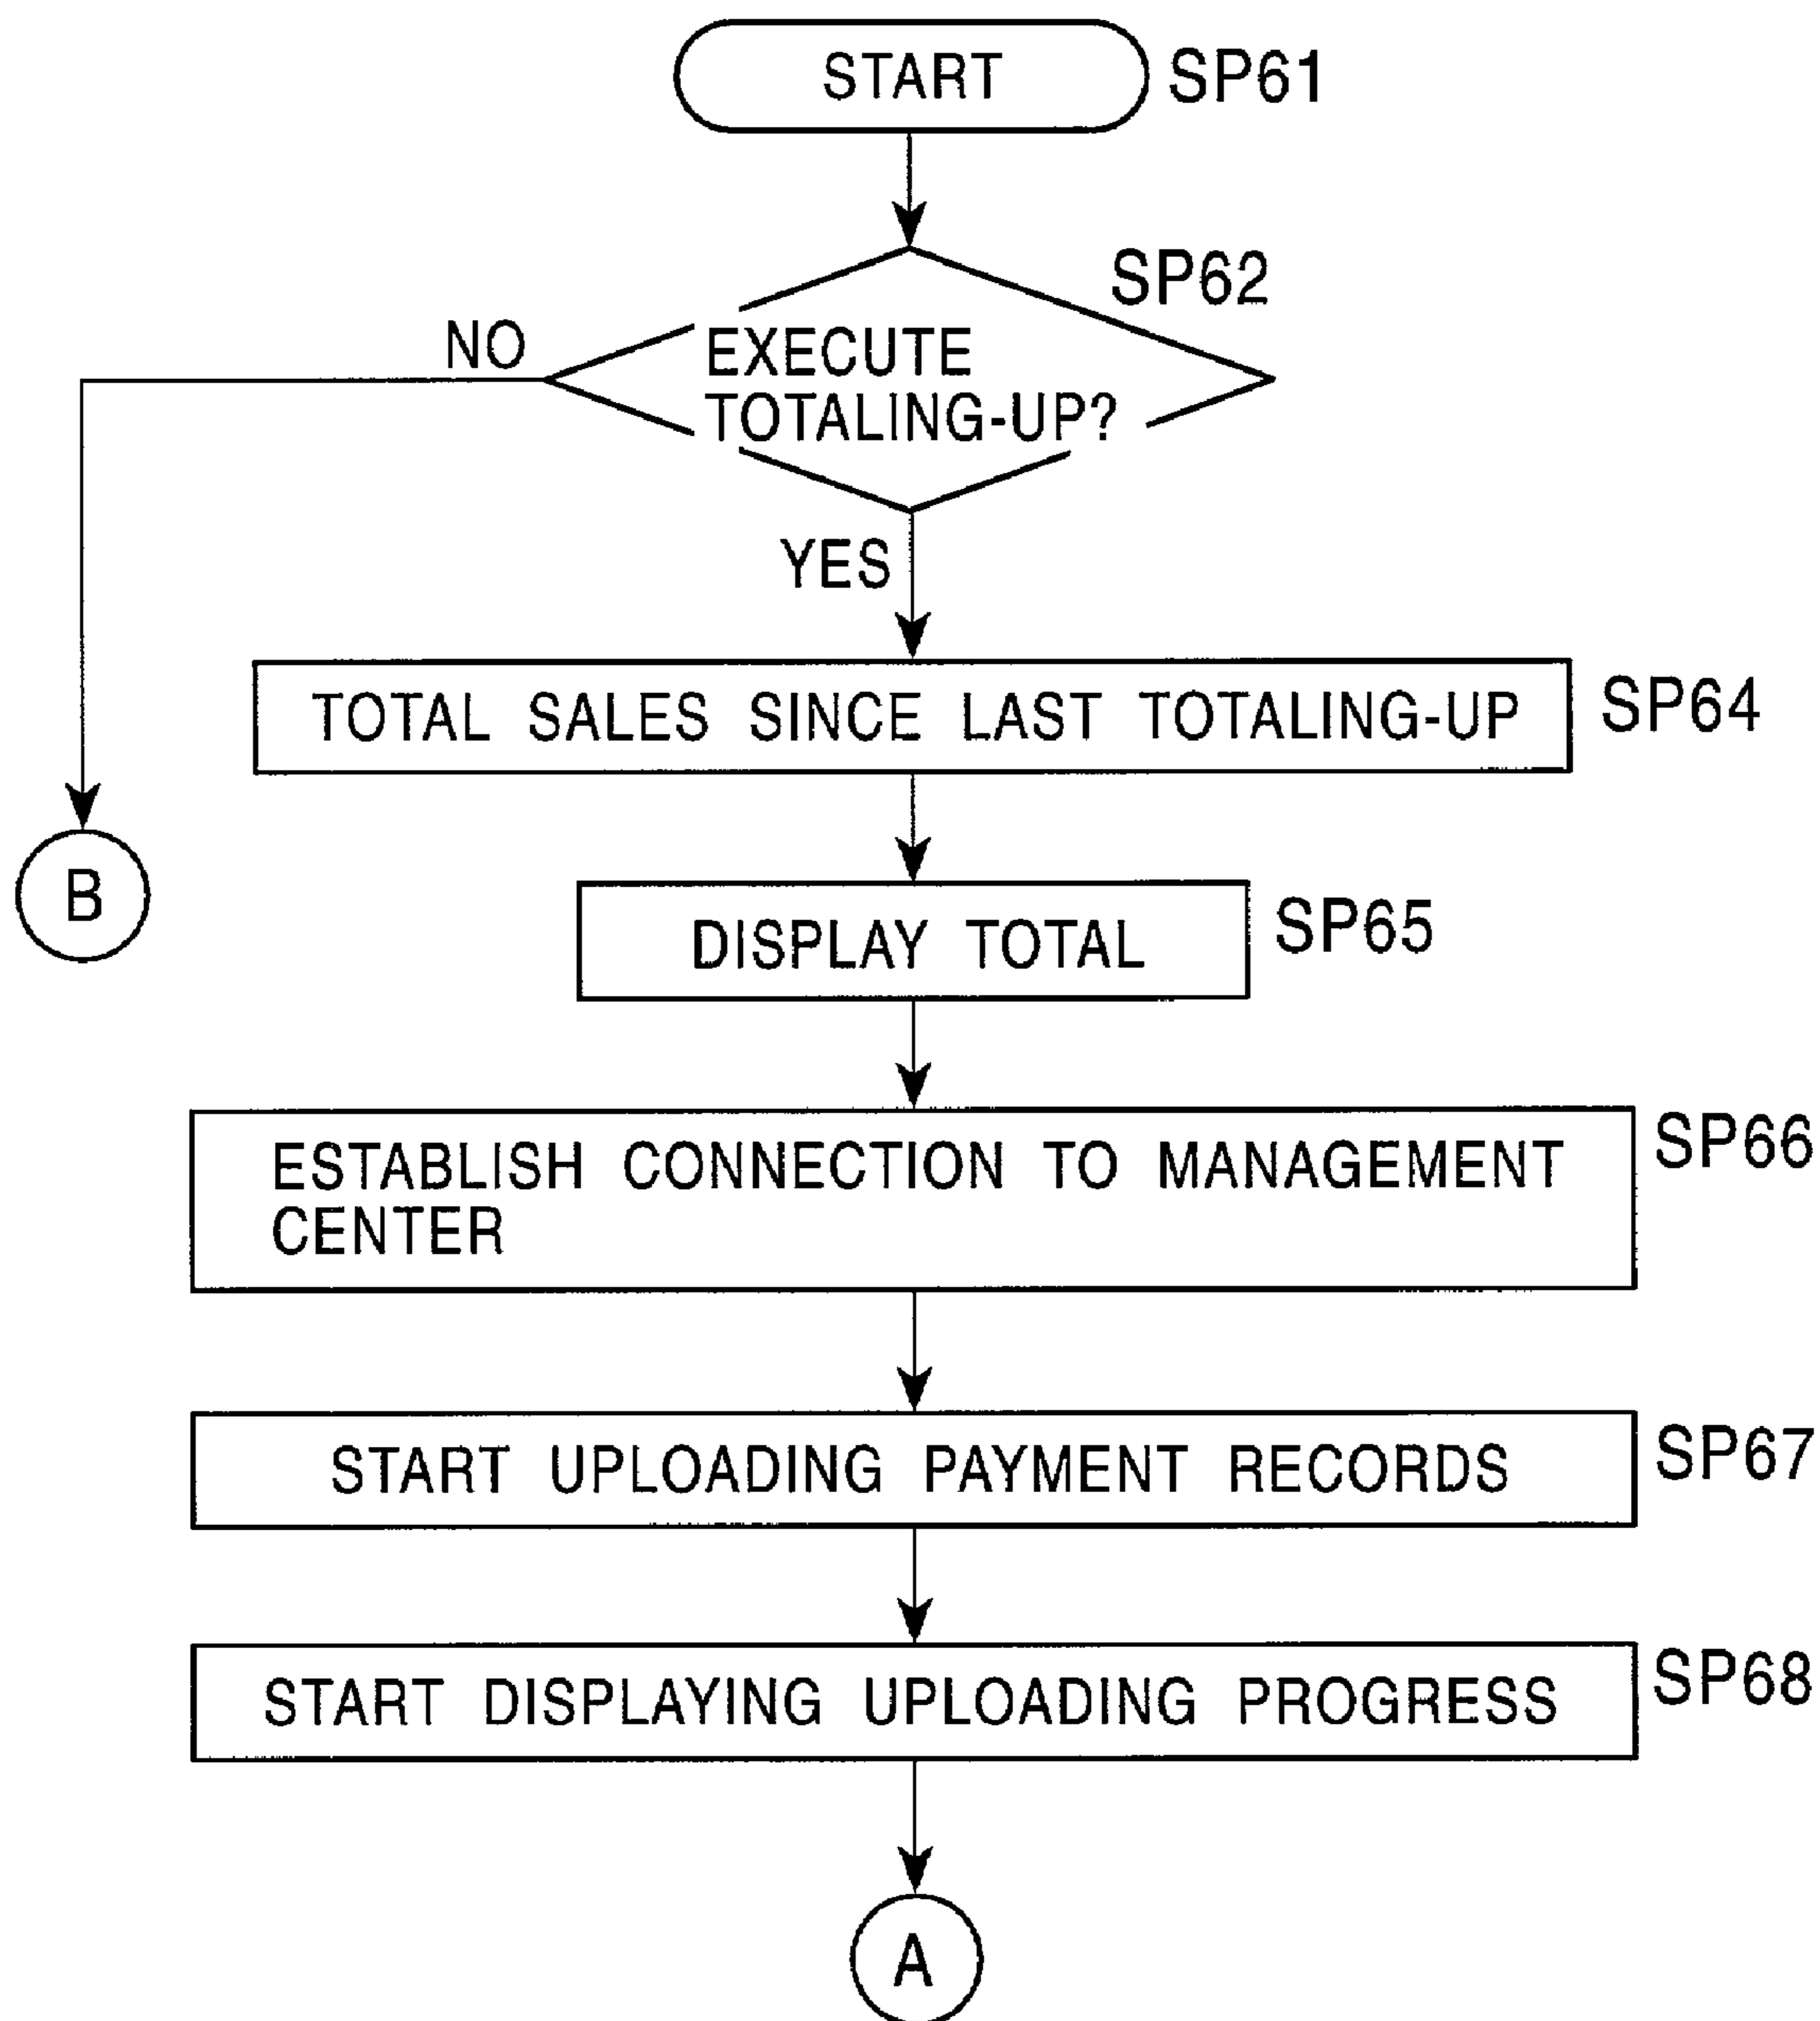 START
SP61
SP62
NO
EXECUTE
TOTALING-UP?
YES
TOTAL SALES SINCE LAST TOTALING-UP
SP64
B
DISPLAY TOTAL
SP65
ESTABLISH CONNECTION TO MANAGEMENT
CENTER
SP66
START UPLOADING PAYMENT RECORDS
SP67
START DISPLAYING UPLOADING PROGRESS
SP68
A